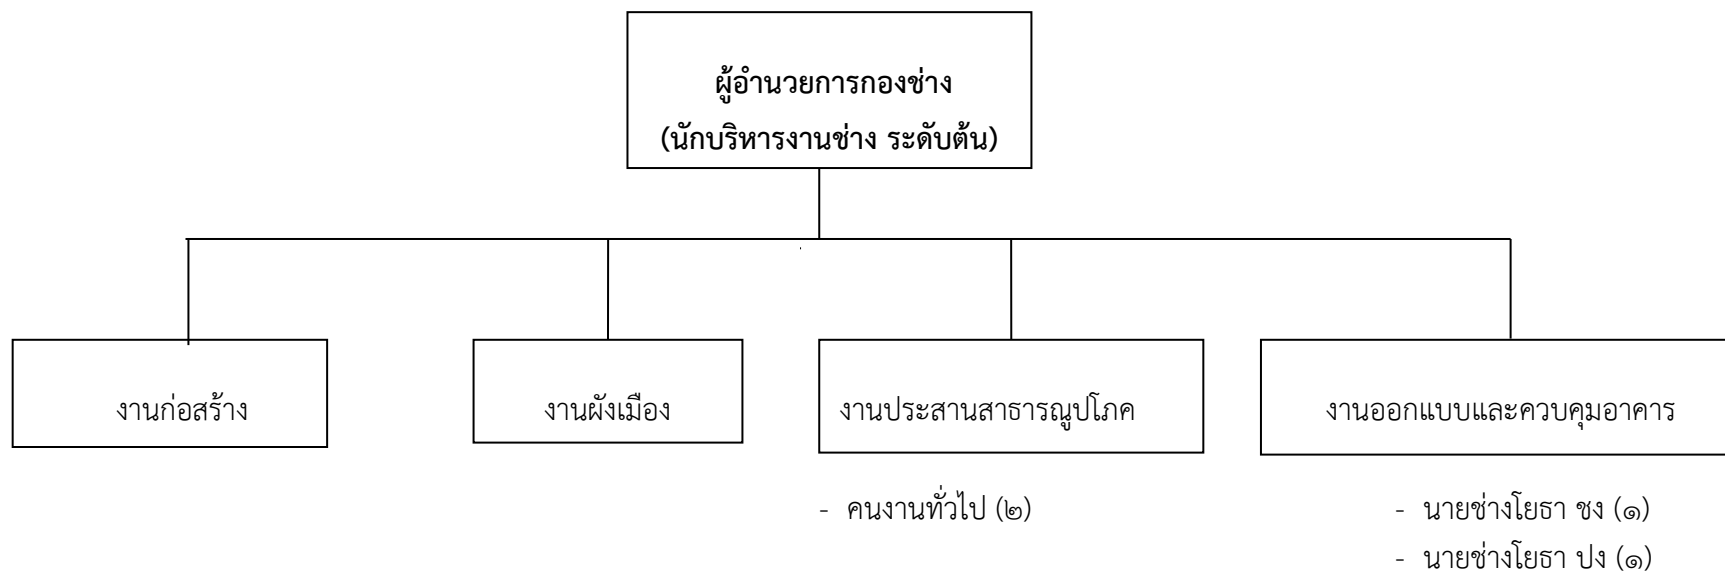 ผู้อำนวยการกองช่าง
(นักบริหารงานช่าง ระดับต้น)
งานก่อสร้าง
งานผังเมือง
งานประสานสาธารณูปโภค
งานออกแบบและควบคุมอาคาร
- คนงานทั่วไป (๒)
- นายช่างโยธา ชง (๑)
- นายช่างโยธา ปง (๑)